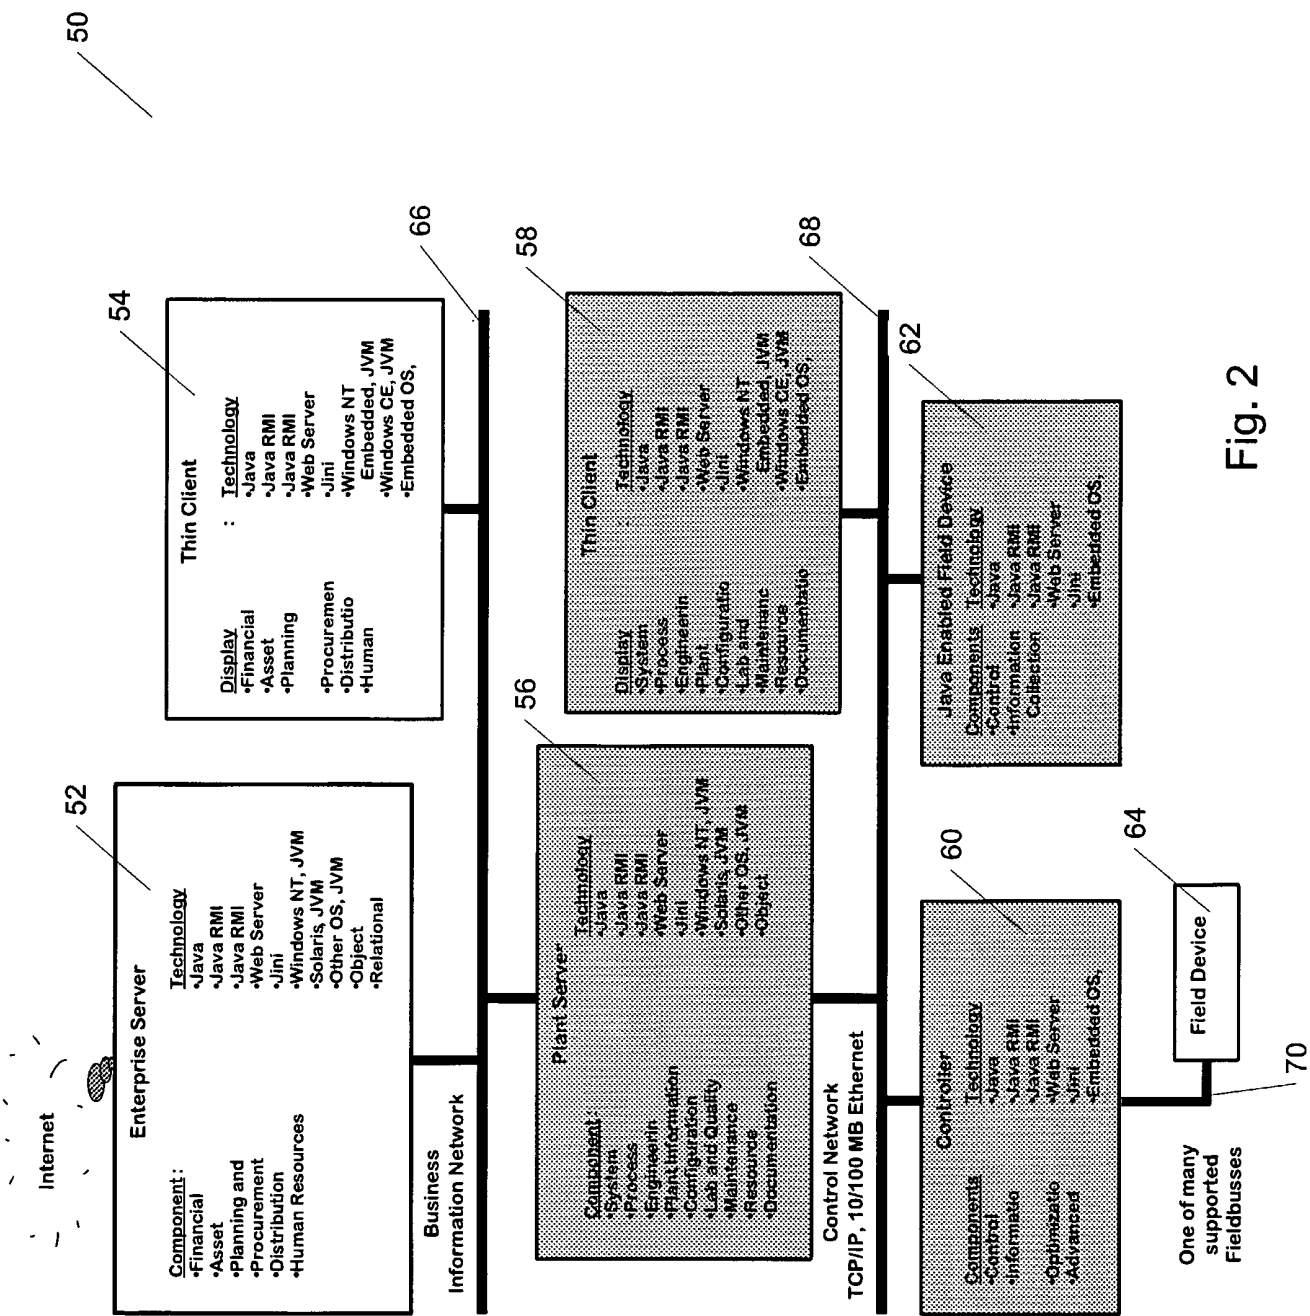 50
Internet
52
Enterprise Server
Component :
•Financial
•Asset
•Planning and
•Procurement
•Distribution
•Human Resources
Technology
•Java
•Java RMI
•Java RMI
•Web Server
•Jini
•Windows NT, JVM
•Solaris, JVM
•Other OS, JVM
•Object
•Relational
54
Thin Client
Display
•Financial
•Asset
•Planning
•Procuremen
•Distributio
•Human
: Technology
•Java
•Java RMI
•Java RMI
•Web Server
•Jini
•Windows NT
Embedded, JVM
•Windows CE, JVM
•Embedded OS,
66
Business
Information Network
56
Plant Server
Component :
•System
•Process
•Engineerin
•Plant Information
•Configuration
•Lab and Quality
•Maintenance
•Resource
•Documentation
Technology
•Java
•Java RMI
•Java RMI
•Web Server
•Jini
•Windows NT, JVM
•Solaris, JVM
•Other OS, JVM
•Object
58
Thin Client
Display
•System
•Process
•Engineerin
•Plant
•Configuratio
•Lab and
•Maintenanc
•Resource
•Documentatio
: Technology
•Java
•Java RMI
•Java RMI
•Web Server
•Jini
•Windows NT
Embedded, JVM
•Windows CE, JVM
•Embedded OS,
68
Control Network
TCP/IP, 10/100 MB Ethernet
60
Controller
Components
•Control
•Informatio
•Optimizatio
•Advanced
Technology
•Java
•Java RMI
•Java RMI
•Web Server
•Jini
•Embedded OS,
62
Java Enabled Field Device
Components
•Control
•Information
Collection
Technology
•Java
•Java RMI
•Java RMI
•Web Server
•Jini
•Embedded OS,
64
Field Device
One of many
supported
Fieldbusses
70
Fig. 2